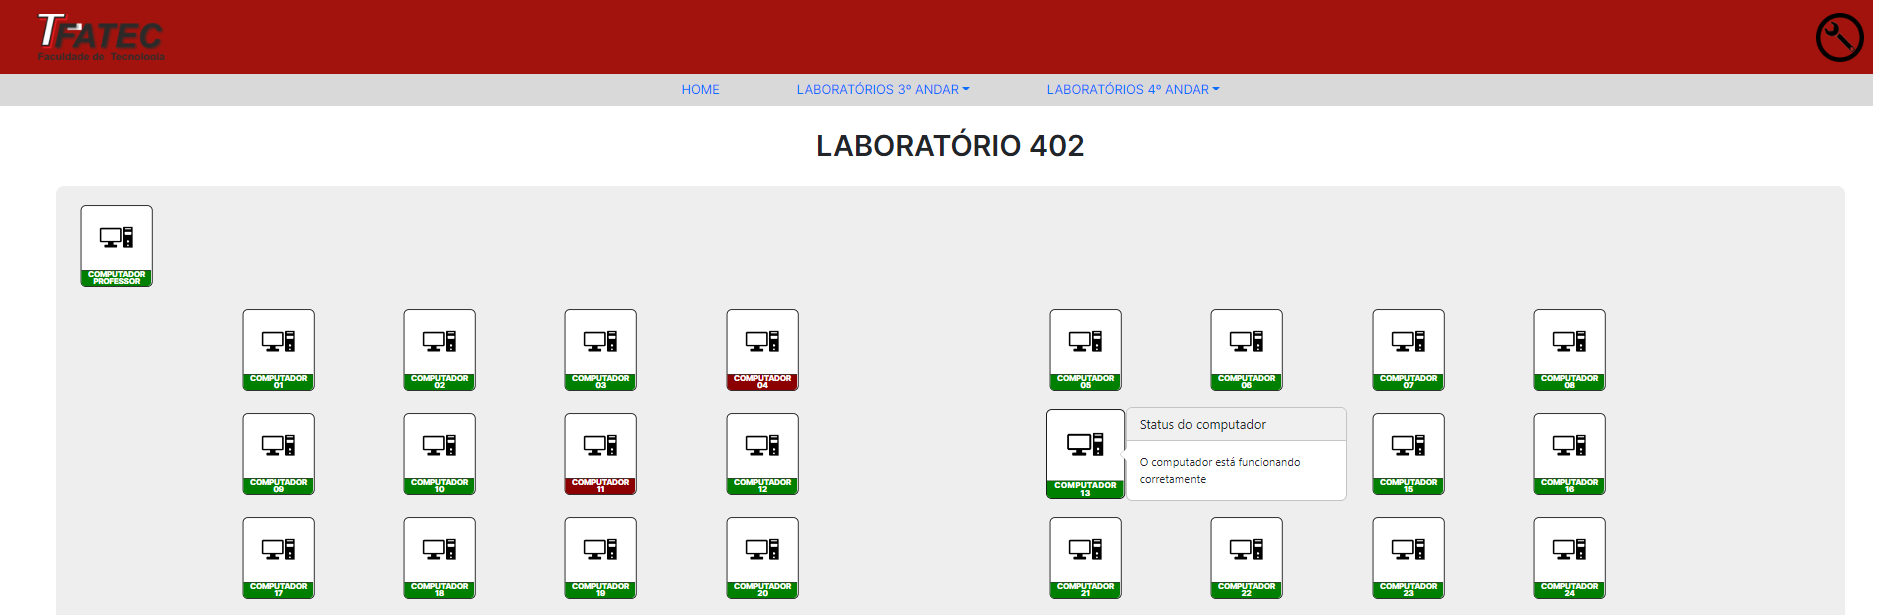 TFATEC
Faculdade de Tecnologia
HOME
LABORATÓRIOS 3º ANDAR
LABORATÓRIOS 4º ANDAR
LABORATÓRIO 402
COMPUTADOR
PROFESSOR
COMPUTADOR
01
COMPUTADOR
02
COMPUTADOR
03
COMPUTADOR
04
COMPUTADOR
05
COMPUTADOR
06
COMPUTADOR
07
COMPUTADOR
08
COMPUTADOR
09
COMPUTADOR
10
COMPUTADOR
11
COMPUTADOR
12
COMPUTADOR
13
Status do computador
O computador está funcionando
corretamente
COMPUTADOR
15
COMPUTADOR
16
COMPUTADOR
17
COMPUTADOR
18
COMPUTADOR
19
COMPUTADOR
20
COMPUTADOR
21
COMPUTADOR
22
COMPUTADOR
23
COMPUTADOR
24